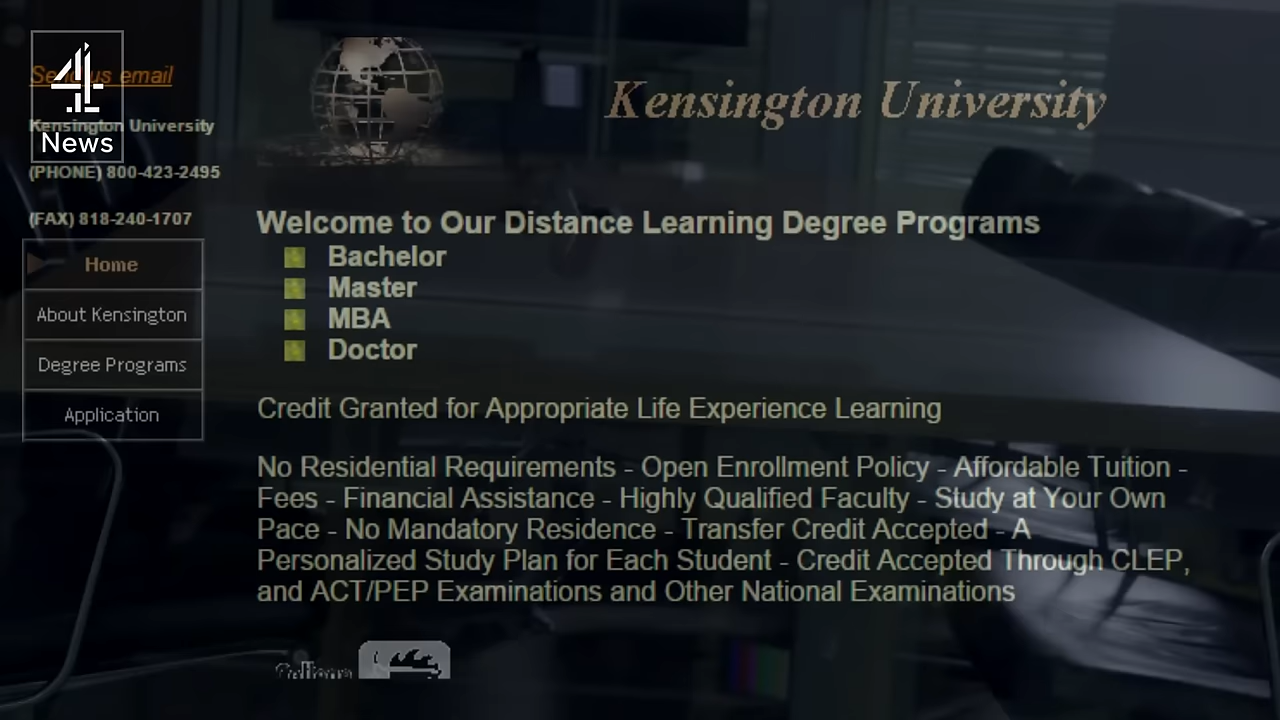 4
News
Send us email
Kensington University
Kensington University
(PHONE) 800-423-2495
(FAX) 818-240-1707
Home
About Kensington
Degree Programs
Application
Welcome to Our Distance Learning Degree Programs
Bachelor
Master
MBA
Doctor
Credit Granted for Appropriate Life Experience Learning
No Residential Requirements - Open Enrollment Policy - Affordable Tuition -
Fees - Financial Assistance - Highly Qualified Faculty - Study at Your Own
Pace - No Mandatory Residence - Transfer Credit Accepted - A
Personalized Study Plan for Each Student - Credit Accepted Through CLEP,
and ACT/PEP Examinations and Other National Examinations